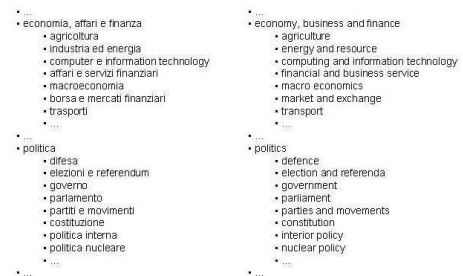 ...
economia, affari e finanza
agricoltura
industria ed energia
computer e information technology
affari e servizi finanziari
macroeconomia
borsa e mercati finanziari
trasporti
...
...
politica
difesa
elezioni e referendum
governo
parlamento
partiti e movimenti
costituzione
politica interna
politica nucleare
...
...
...
economy, business and finance
agriculture
energy and resource
computing and information technology
financial and business service
macro economics
market and exchange
transport
...
...
politics
defence
election and referenda
government
parliament
parties and movements
constitution
interior policy
nuclear policy
...
...